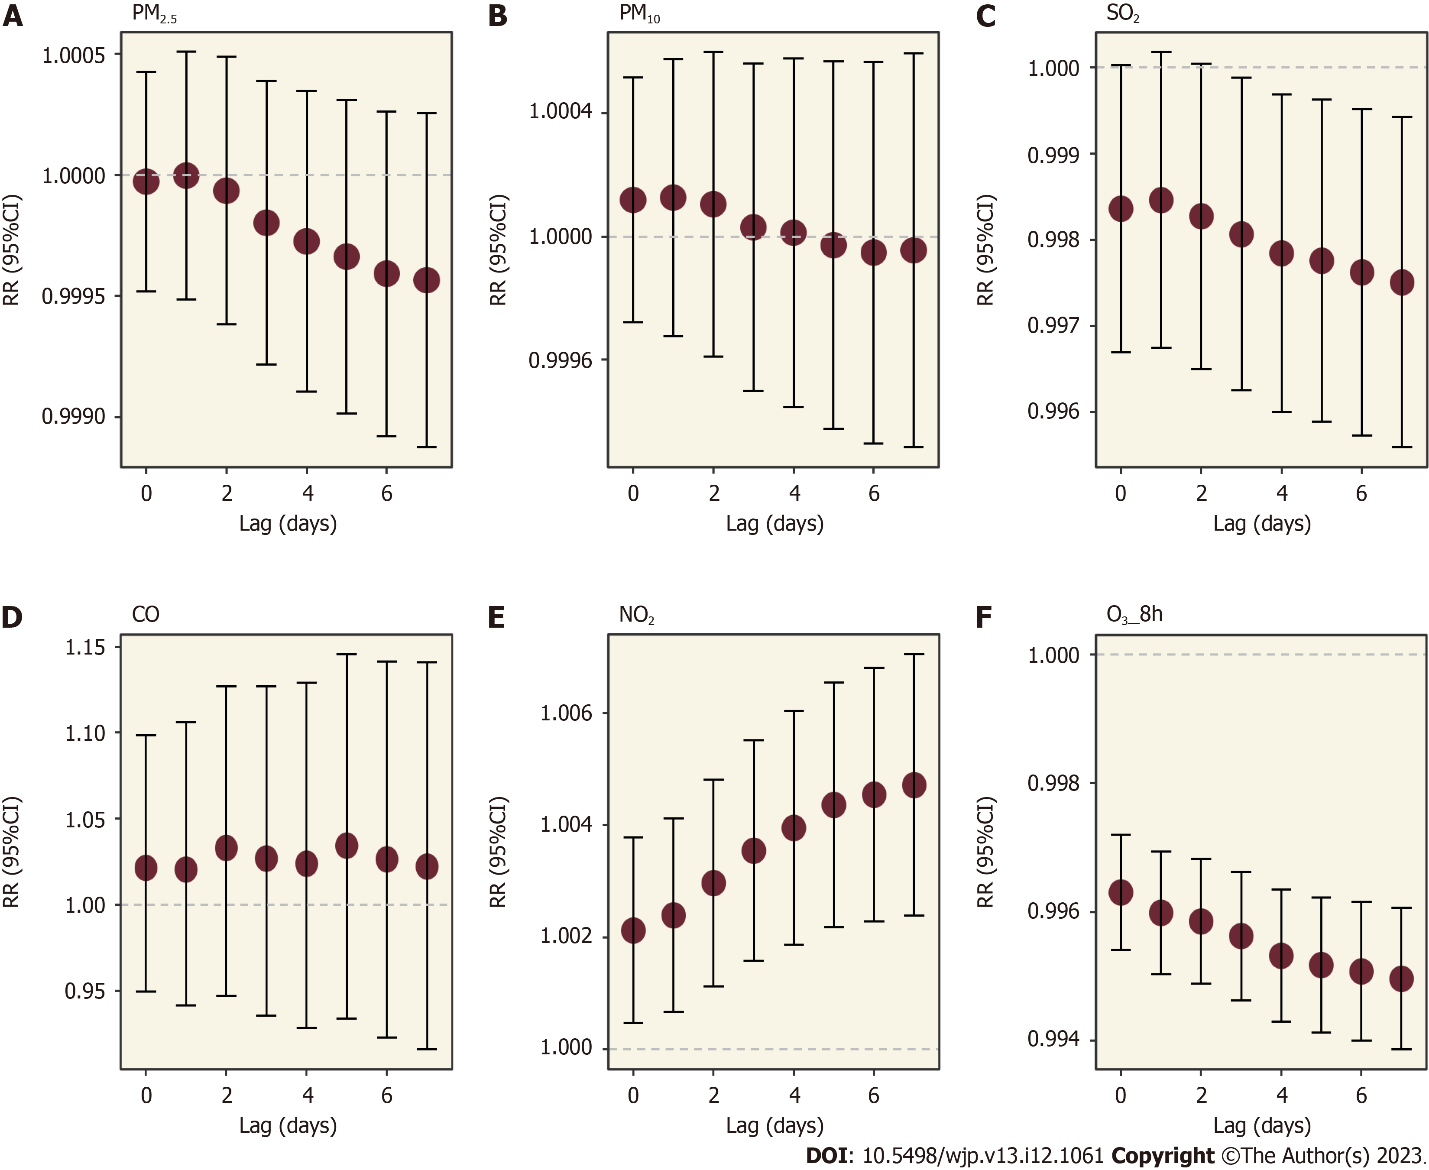 A PM2.5
1.0005
1.0000
0.9995
0.9990
RR (95%CI)
0 2 4 6
Lag (days)
B PM10
1.0004
1.0000
0.9996
RR (95%CI)
0 2 4 6
Lag (days)
C SO2
1.000
0.999
0.998
0.997
0.996
RR (95%CI)
0 2 4 6
Lag (days)
D CO
1.15
1.10
1.05
1.00
0.95
RR (95%CI)
0 2 4 6
Lag (days)
E NO2
1.006
1.004
1.002
1.000
RR (95%CI)
0 2 4 6
Lag (days)
F O3_8h
1.000
0.998
0.996
0.994
RR (95%CI)
0 2 4 6
Lag (days)
DOI: 10.5498/wjp.v13.i12.1061 Copyright ©The Author(s) 2023.